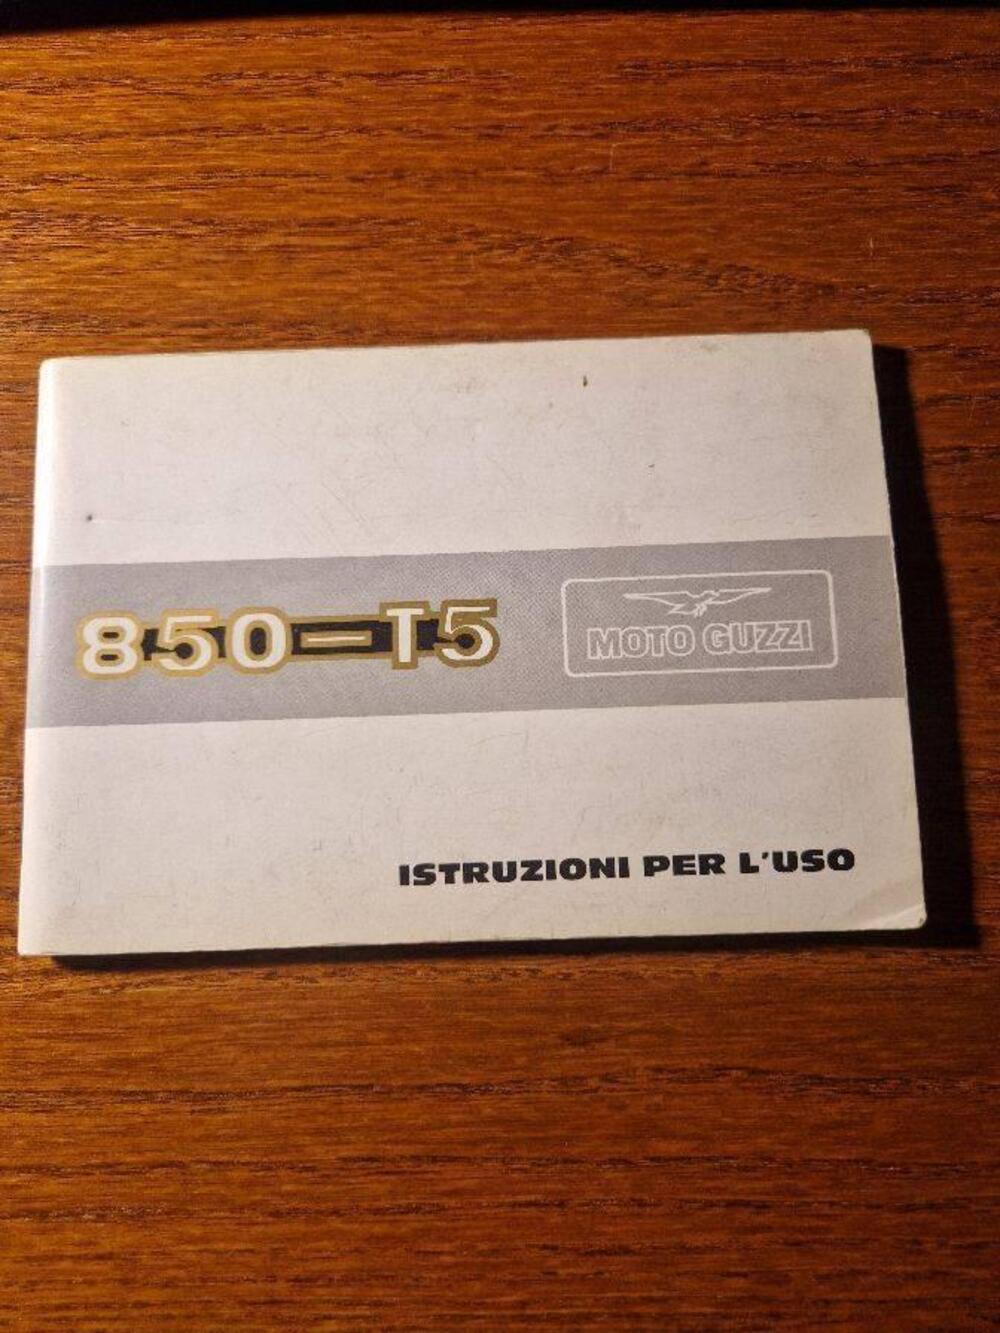 850-T5
MOTO GUZZI
ISTRUZIONI PER L'USO